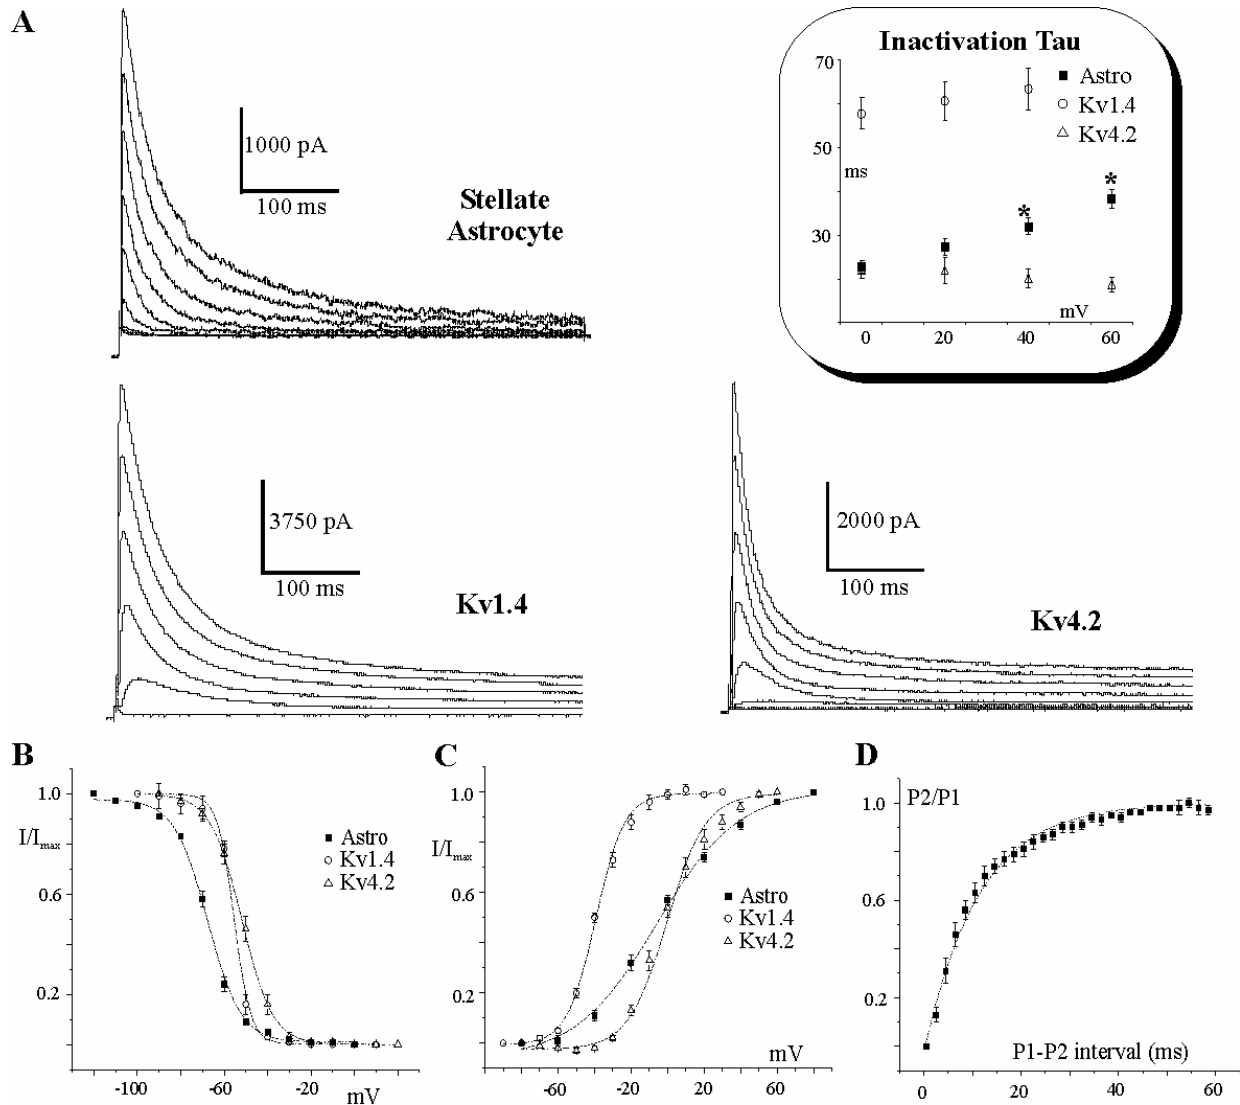 A
Inactivation Tau
70
50
30
ms
Astro
Kv1.4
Kv4.2
*
*
mV
0 20 40 60
1000 pA
100 ms
Stellate
Astrocyte
3750 pA
100 ms
Kv1.4
2000 pA
100 ms
Kv4.2
B
1.0
I/Imax
0.6
0.2
Astro
Kv1.4
Kv4.2
-100 -60 -20
mV
C
1.0
I/Imax
0.6
0.2
Astro
Kv1.4
Kv4.2
mV
-60 -20 20 60
D
P2/P1
1.0
0.6
0.2
P1-P2 interval (ms)
0 20 40 60